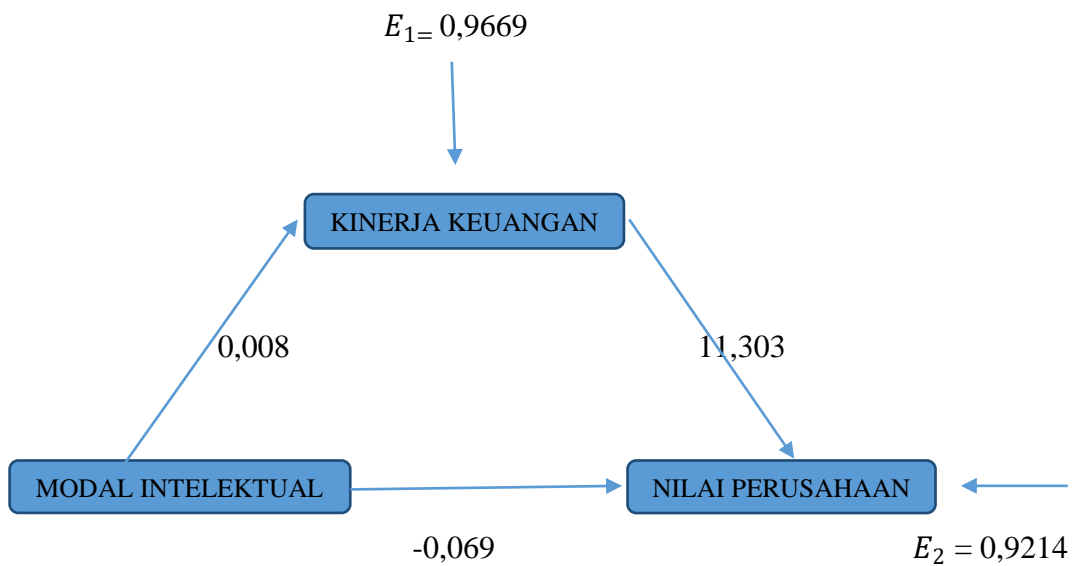 E₁₌ 0,9669
KINERJA KEUANGAN
0,008
11,303
MODAL INTELEKTUAL
NILAI PERUSAHAAN
-0,069
E₂ = 0,9214